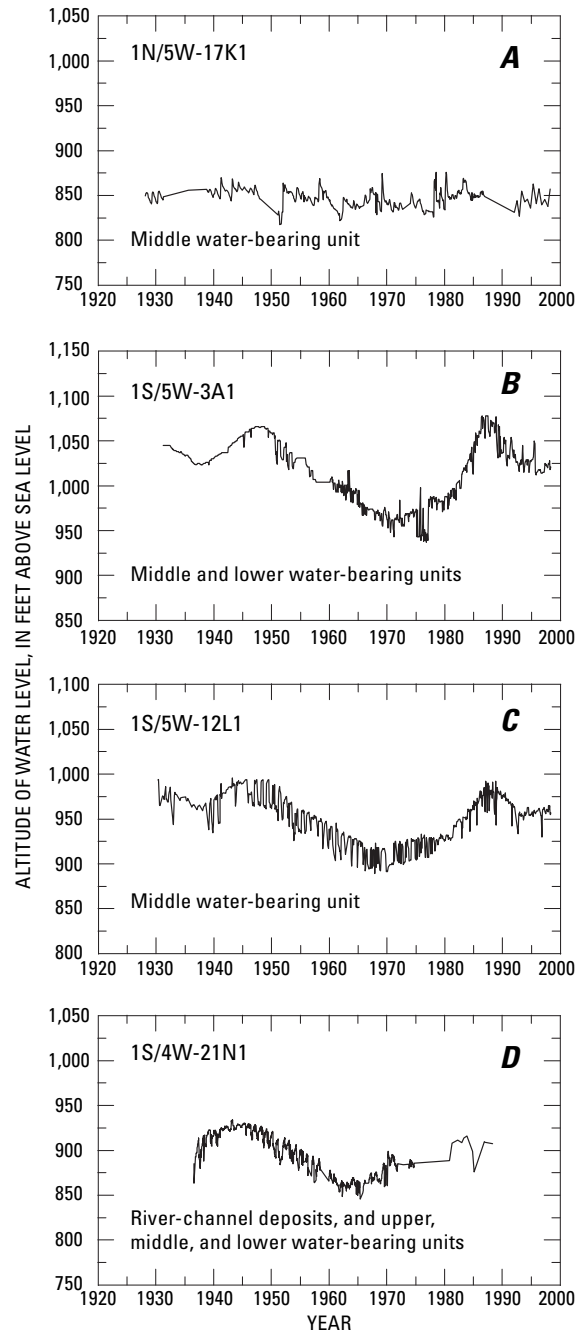 ALTITUDE OF WATER LEVEL, IN FEET ABOVE SEA LEVEL
1N/5W-17K1
A
1,050
1,000
950
900
850
800
750
Middle water-bearing unit
1920 1930 1940 1950 1960 1970 1980 1990 2000
1S/5W-3A1
B
1,150
1,100
1,050
1,000
950
900
850
Middle and lower water-bearing units
1920 1930 1940 1950 1960 1970 1980 1990 2000
1S/5W-12L1
C
1,100
1,050
1,000
950
900
850
800
Middle water-bearing unit
1920 1930 1940 1950 1960 1970 1980 1990 2000
1S/4W-21N1
D
1,050
1,000
950
900
850
800
750
River-channel deposits, and upper,
middle, and lower water-bearing units
1920 1930 1940 1950 1960 1970 1980 1990 2000
YEAR